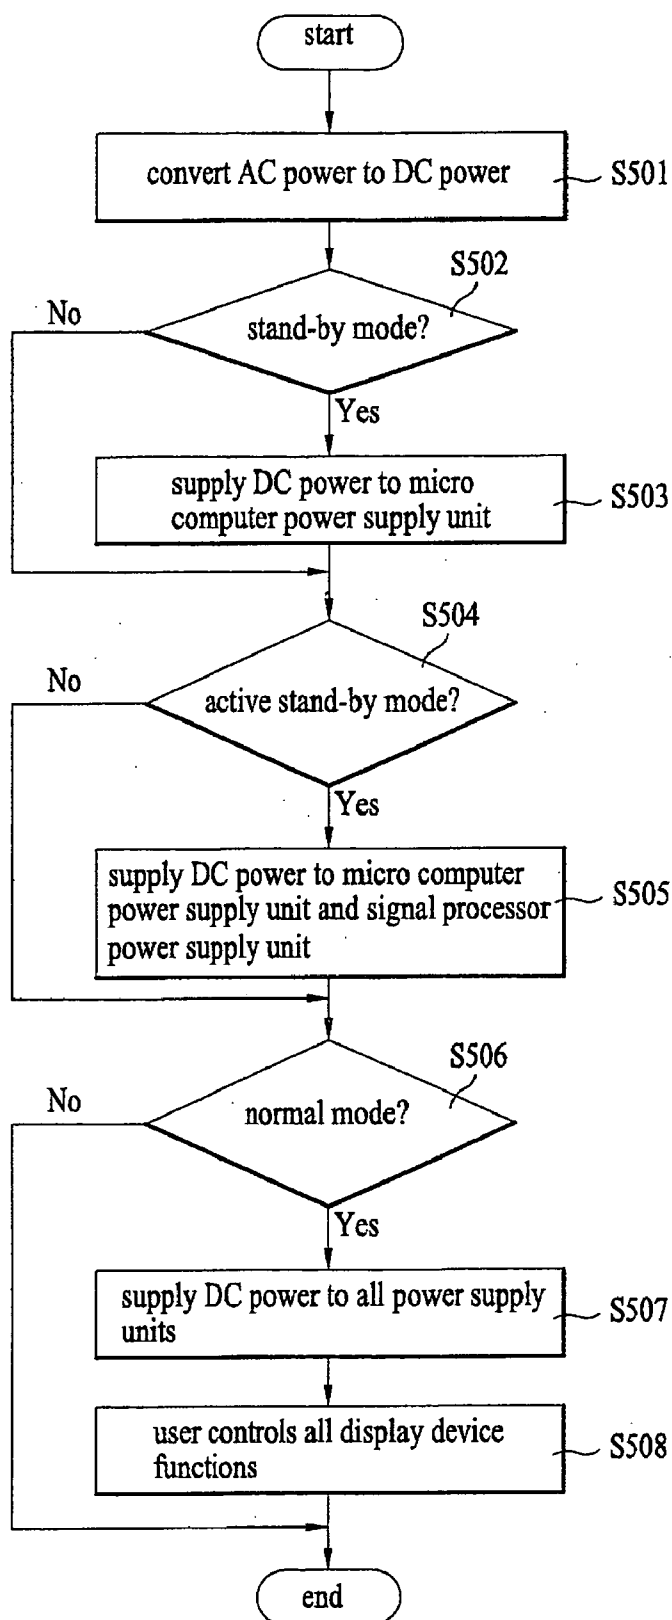 start
convert AC power to DC power
S501
S502
No
stand-by mode?
Yes
supply DC power to micro
computer power supply unit
S503
S504
No
active stand-by mode?
Yes
supply DC power to micro computer
power supply unit and signal processor
power supply unit
S505
S506
No
normal mode?
Yes
supply DC power to all power supply
units
S507
user controls all display device
functions
S508
end